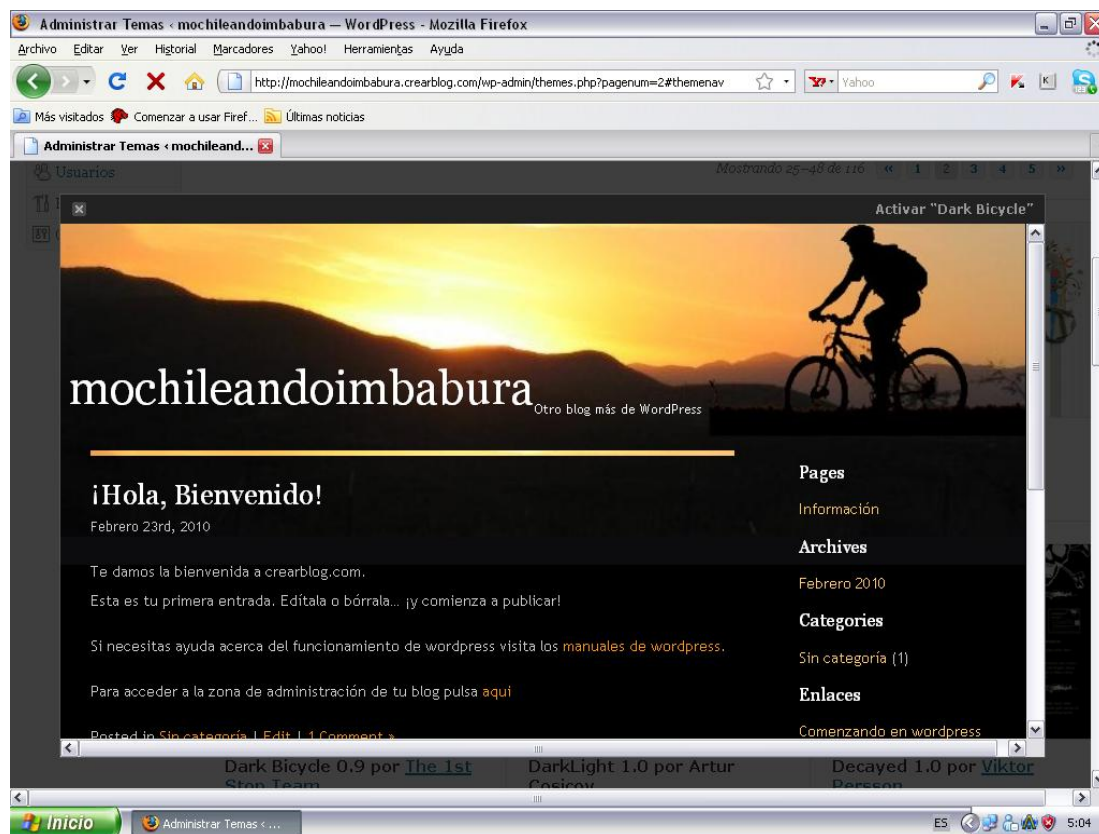 Administrar Temas ‹ mochileandoimbabura — WordPress - Mozilla Firefox
Archivo Editar Ver Historial Marcadores Yahoo! Herramientas Ayuda
http://mochileandoimbabura.crearblog.com/wp-admin/themes.php?pagenum=2#themenav
Yahoo
Más visitados Comenzar a usar Firef... Últimas noticias
Administrar Temas ‹ mochileand...
Usuarios
Mostrando 25–48 de 116 « 1 2 3 4 5 »
Activar "Dark Bicycle"
mochileandoimbabura
Otro blog más de WordPress
¡Hola, Bienvenido!
Febrero 23rd, 2010
Te damos la bienvenida a crearblog.com.
Esta es tu primera entrada. Edítala o bórrala... ¡y comienza a publicar!
Si necesitas ayuda acerca del funcionamiento de wordpress visita los manuales de wordpress.
Para acceder a la zona de administración de tu blog pulsa aqui
Posted in Sin categoría | Edit | 1 Comment »
Pages
Información
Archives
Febrero 2010
Categories
Sin categoría (1)
Enlaces
Comenzando en wordpress
Dark Bicycle 0.9 por The 1st
Stop Team
DarkLight 1.0 por Artur
Cosicov
Decayed 1.0 por Viktor
Persson
Inicio
Administrar Temas ‹ ...
ES
5:04